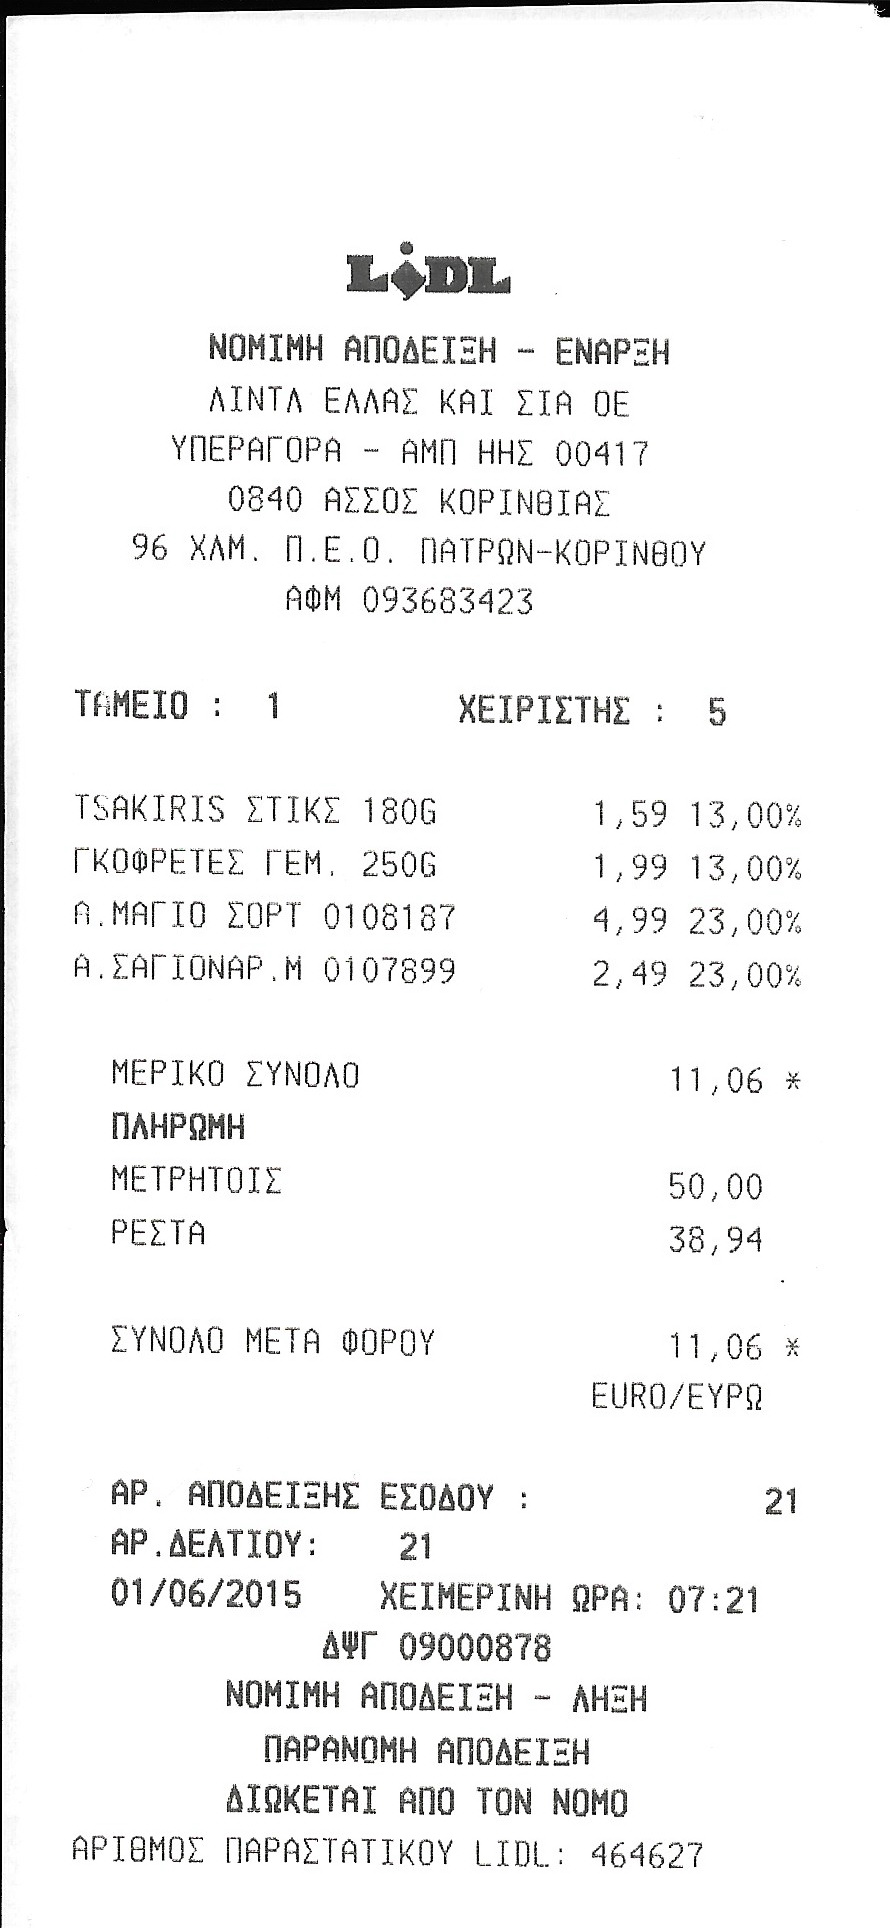 LIDL
ΝΟΜΙΜΗ ΑΠΟΔΕΙΞΗ - ΕΝΑΡΞΗ
ΛΙΝΤΛ ΕΛΛΑΣ ΚΑΙ ΣΙΑ ΟΕ
ΥΠΕΡΑΓΟΡΑ - ΑΜΠ ΗΗΣ 00417
0840 ΑΣΣΟΣ ΚΟΡΙΝΘΙΑΣ
96 ΧΛΜ. Π.Ε.Ο. ΠΑΤΡΩΝ-ΚΟΡΙΝΘΟΥ
ΑΦΜ 093683423
ΤΑΜΕΙΟ : 1 ΧΕΙΡΙΣΤΗΣ : 5
TSAKIRIS ΣΤΙΚΣ 180G 1,59 13,00%
ΓΚΟΦΡΕΤΕΣ ΓΕΜ. 250G 1,99 13,00%
Α.ΜΑΓΙΟ ΣΟΡΤ 0108187 4,99 23,00%
Α.ΣΑΓΙΟΝΑΡ.Μ 0107899 2,49 23,00%
ΜΕΡΙΚΟ ΣΥΝΟΛΟ 11,06 *
ΠΛΗΡΩΜΗ
ΜΕΤΡΗΤΟΙΣ 50,00
ΡΕΣΤΑ 38,94
ΣΥΝΟΛΟ ΜΕΤΑ ΦΟΡΟΥ 11,06 *
EURO/ΕΥΡΩ
ΑΡ. ΑΠΟΔΕΙΞΗΣ ΕΣΟΔΟΥ : 21
ΑΡ.ΔΕΛΤΙΟΥ: 21
01/06/2015 ΧΕΙΜΕΡΙΝΗ ΩΡΑ: 07:21
ΔΨΓ 09000878
ΝΟΜΙΜΗ ΑΠΟΔΕΙΞΗ - ΛΗΞΗ
ΠΑΡΑΝΟΜΗ ΑΠΟΔΕΙΞΗ
ΔΙΩΚΕΤΑΙ ΑΠΟ ΤΟΝ ΝΟΜΟ
ΑΡΙΘΜΟΣ ΠΑΡΑΣΤΑΤΙΚΟΥ LIDL: 464627